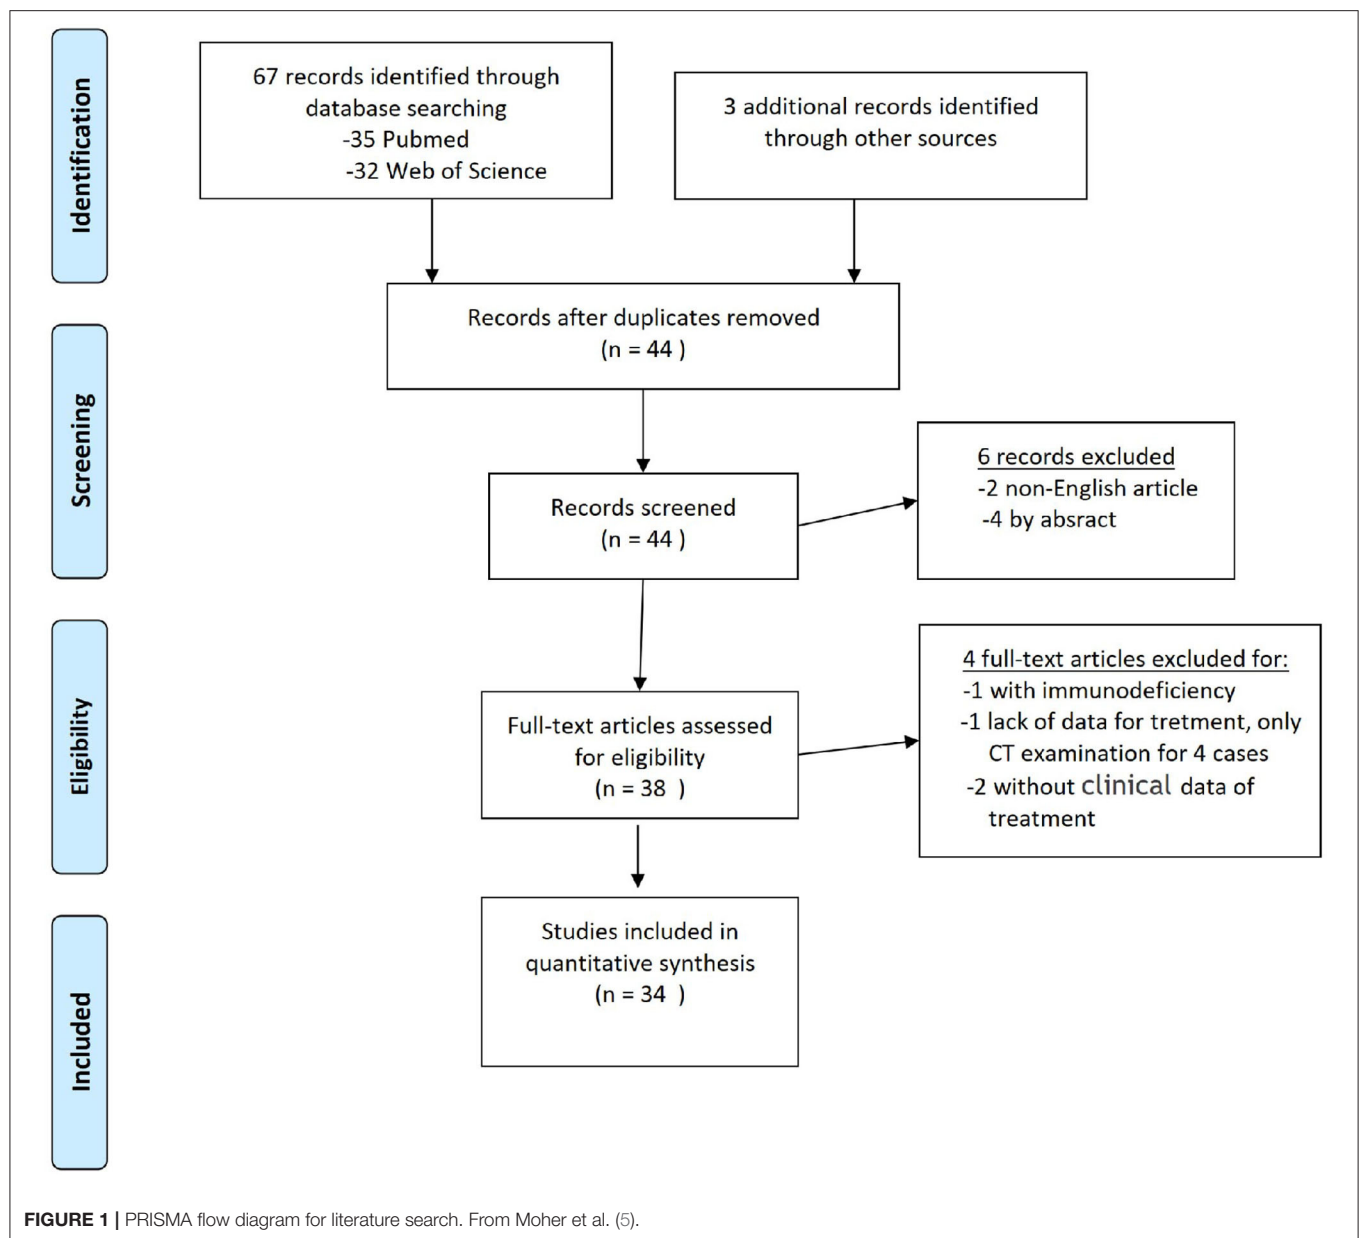 Identification
67 records identified through
database searching
-35 Pubmed
-32 Web of Science
3 additional records identified
through other sources
Records after duplicates removed
(n = 44 )
Screening
Records screened
(n = 44 )
6 records excluded
-2 non-English article
-4 by absract
Eligibility
Full-text articles assessed
for eligibility
(n = 38 )
4 full-text articles excluded for:
-1 with immunodeficiency
-1 lack of data for tretment, only
CT examination for 4 cases
-2 without clinical data of
treatment
Included
Studies included in
quantitative synthesis
(n = 34 )
FIGURE 1 | PRISMA flow diagram for literature search. From Moher et al. (5).